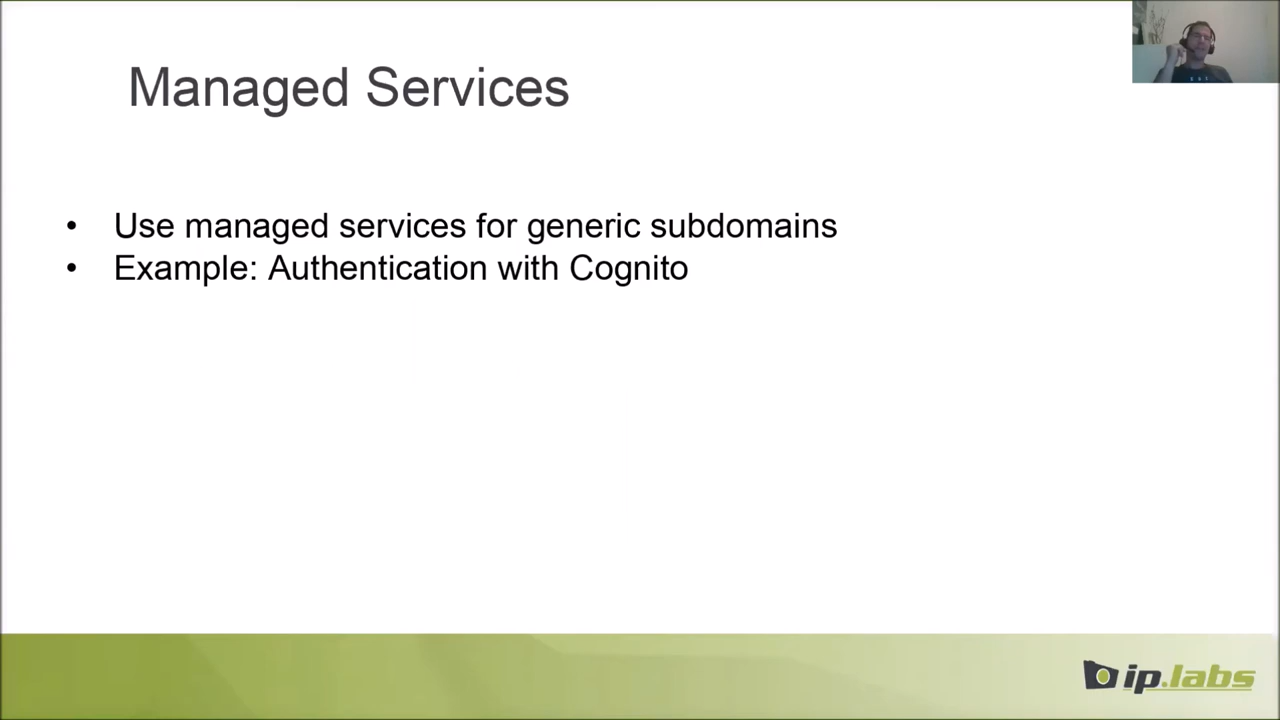 Managed Services
• Use managed services for generic subdomains
• Example: Authentication with Cognito
ip.labs